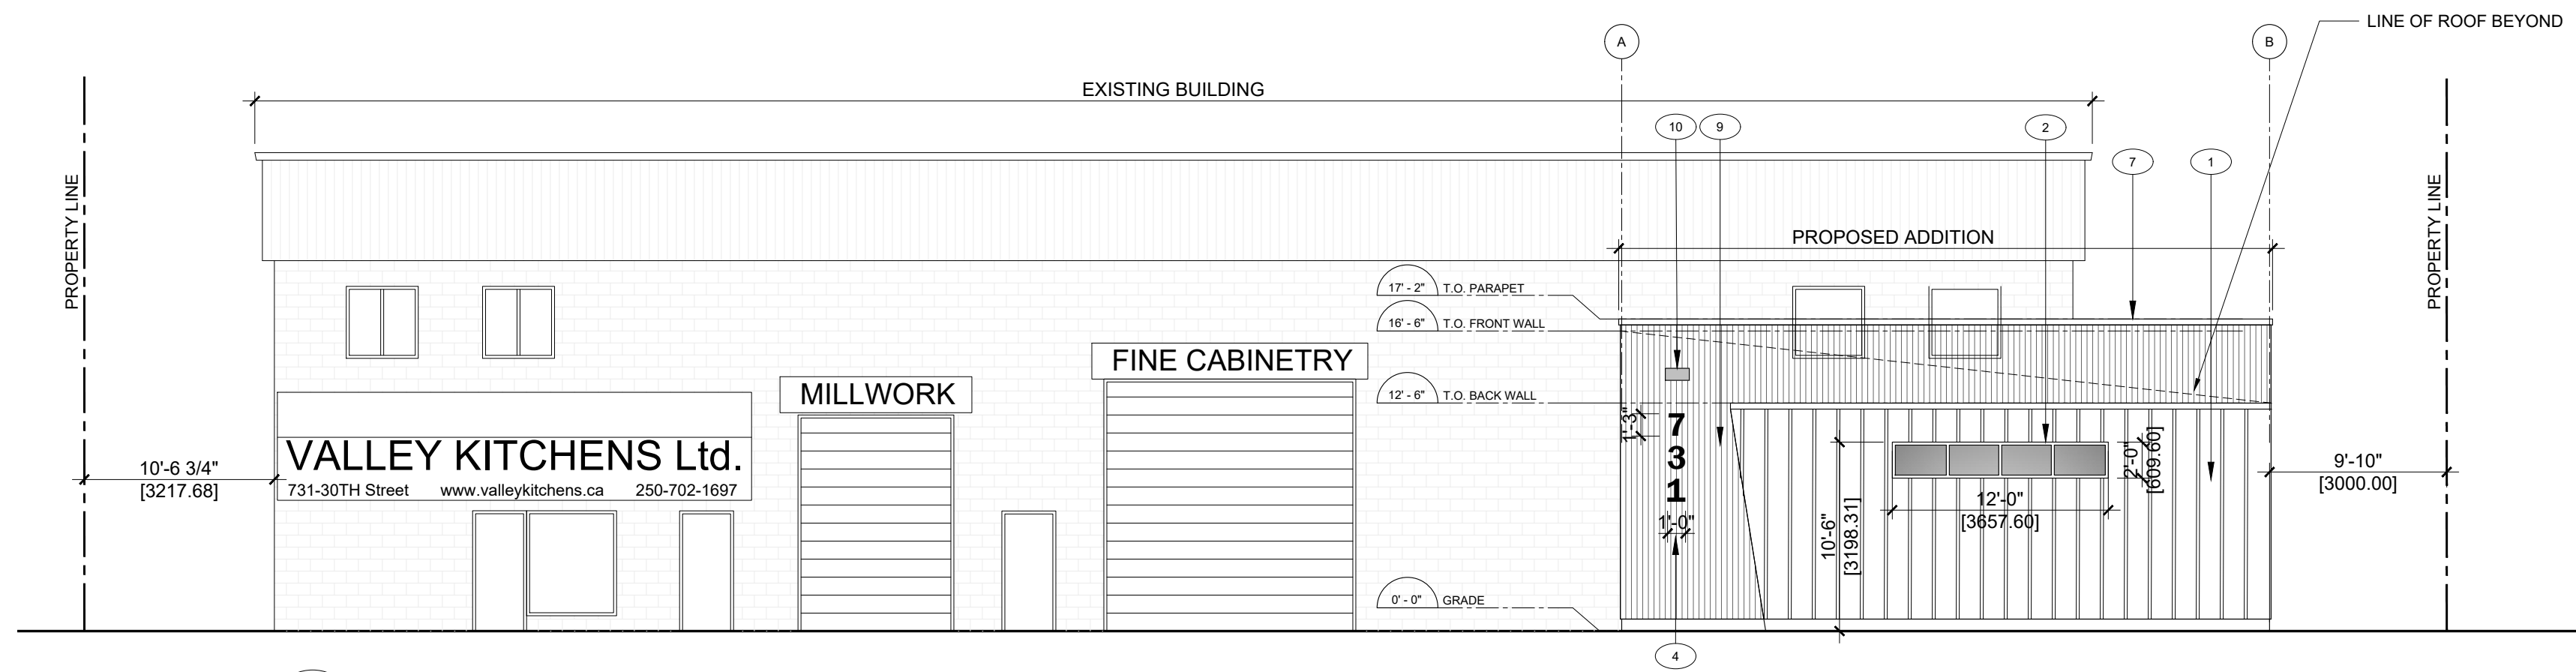 LINE OF ROOF BEYOND
A
B
EXISTING BUILDING
10
9
2
7
1
PROPERTY LINE
PROPERTY LINE
PROPOSED ADDITION
17' - 2" T.O. PARAPET
16' - 6" T.O. FRONT WALL
12' - 6" T.O. BACK WALL
FINE CABINETRY
MILLWORK
VALLEY KITCHENS Ltd.
731-30TH Street www.valleykitchens.ca 250-702-1697
10'-6 3/4"
[3217.68]
1'-3"
7
3
1
1'-0"
10'-6"
[3198.31]
12'-0"
[3657.60]
2'-0"
[609.60]
9'-10"
[3000.00]
0' - 0" GRADE
4